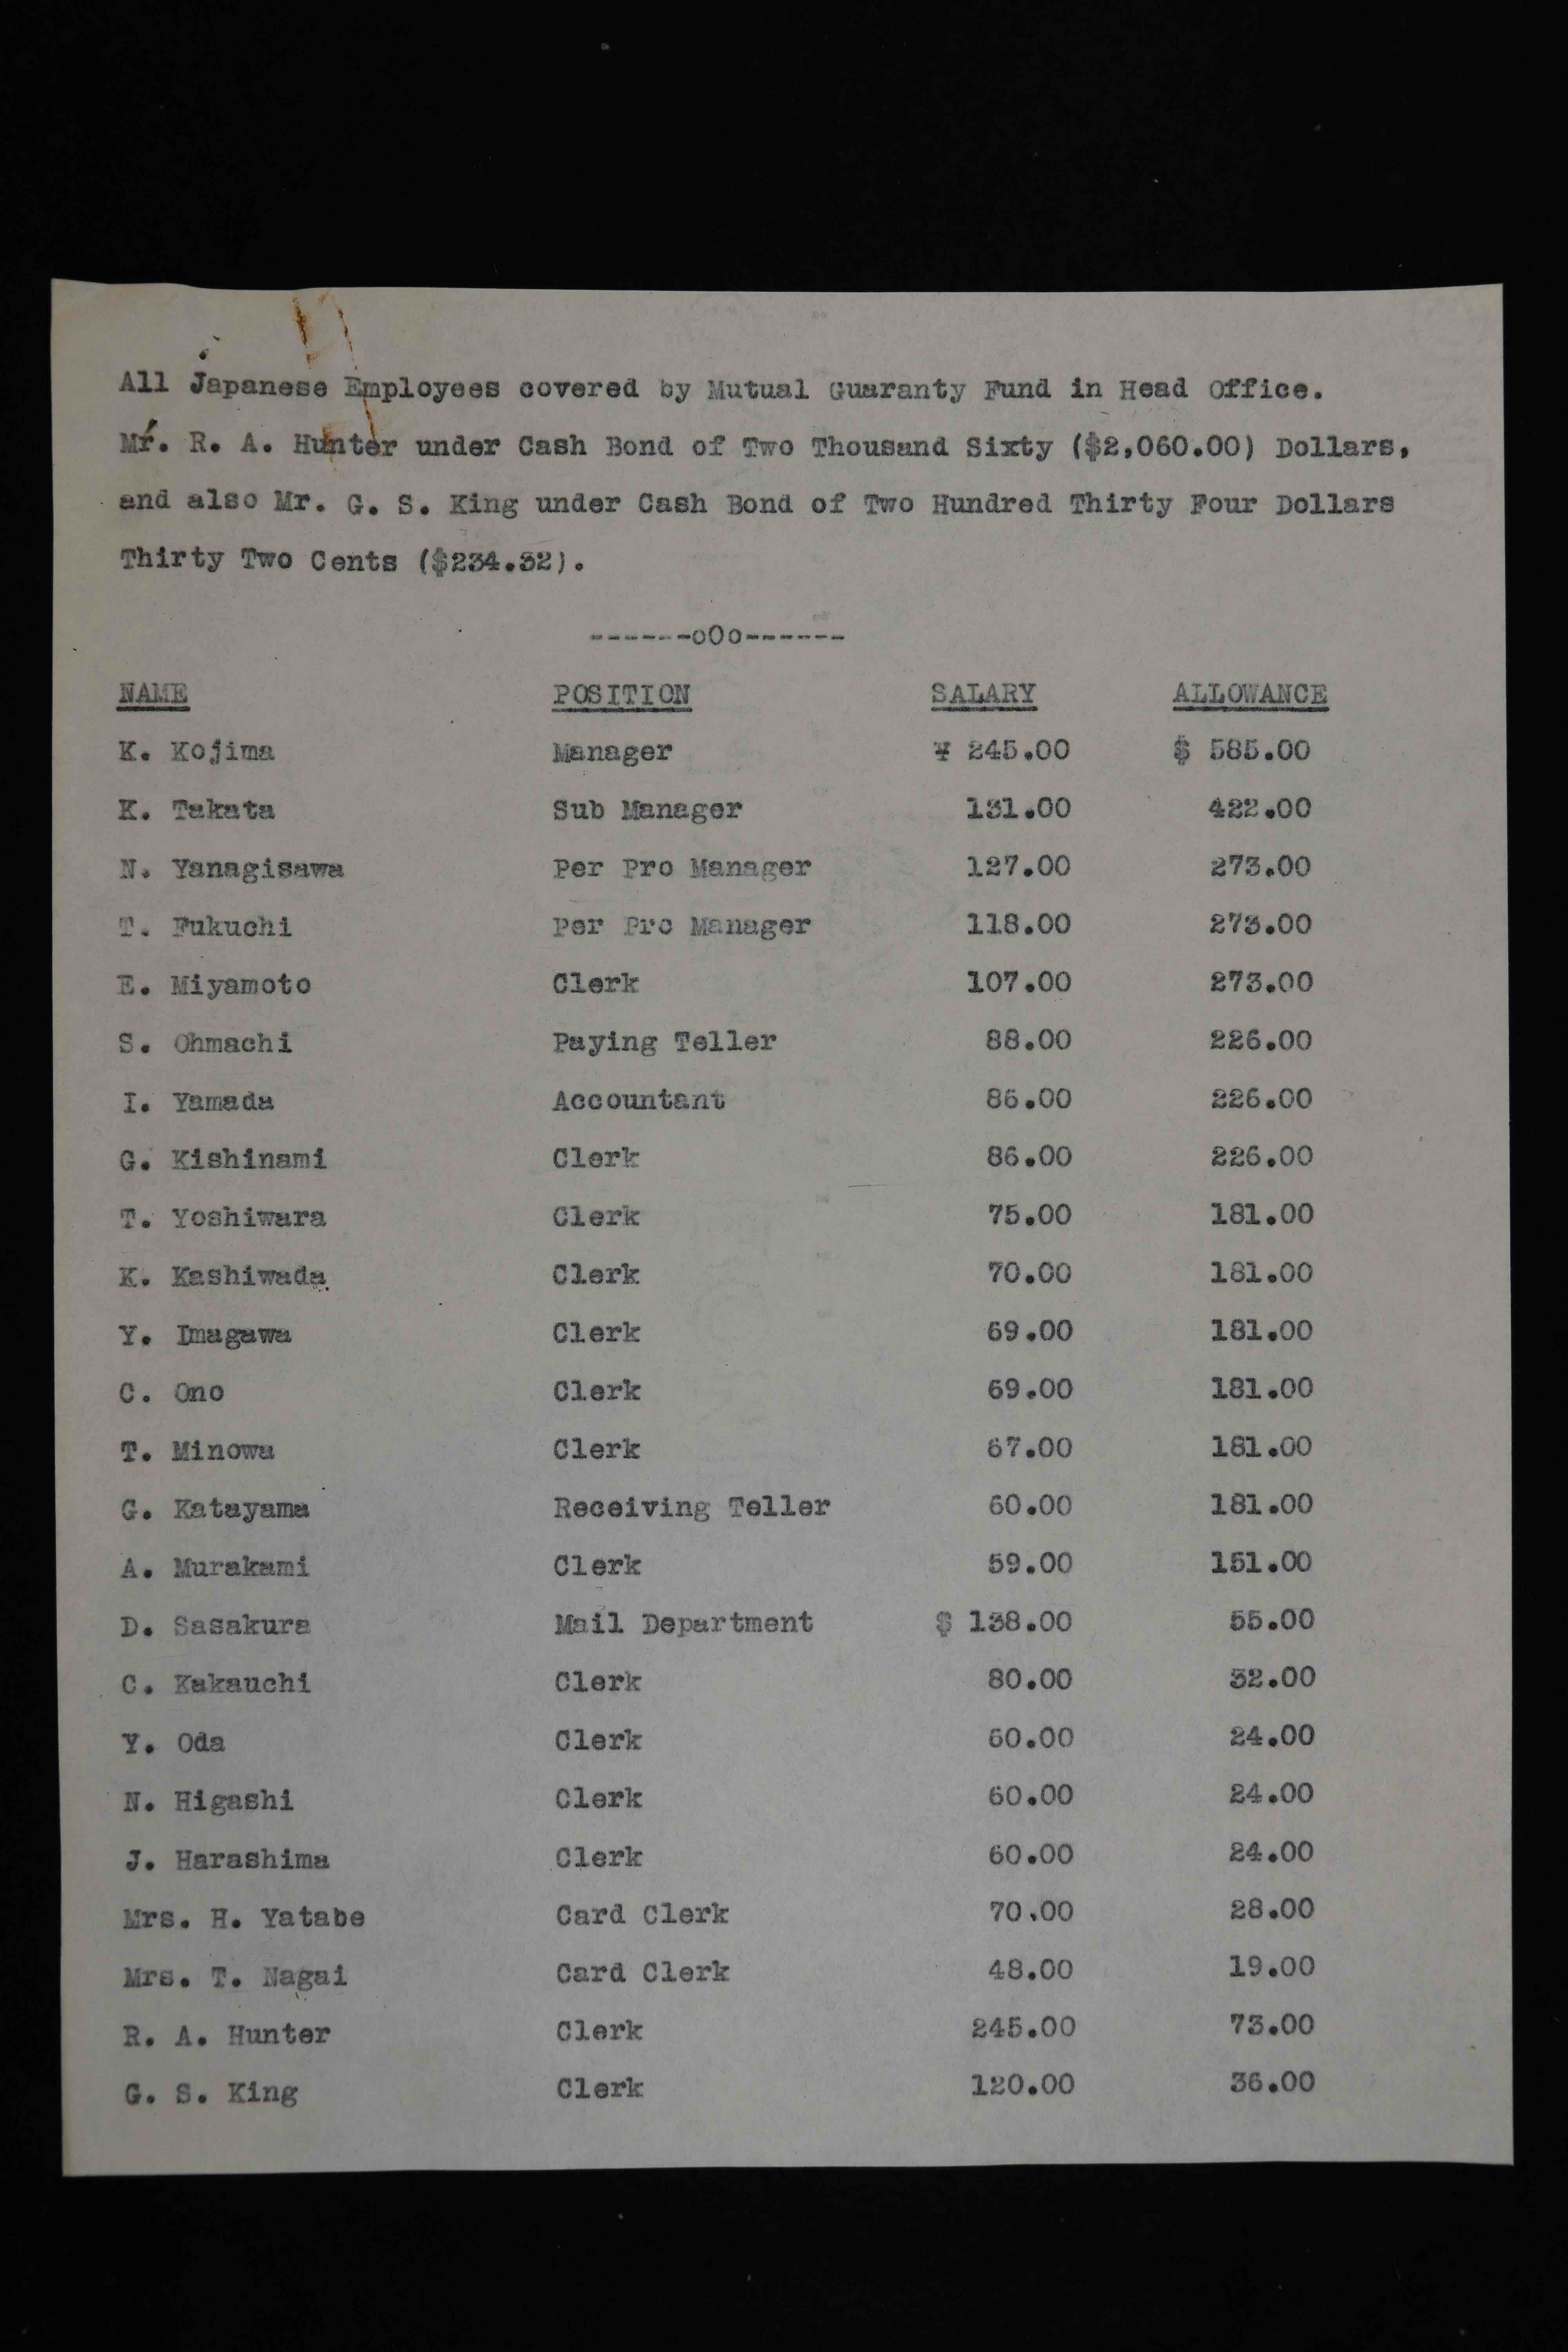 All Japanese Employees covered by Mutual Guaranty Fund in Head Office.
Mr. R. A. Hunter under Cash Bond of Two Thousand Sixty ($2,060.00) Dollars,
and also Mr. G. S. King under Cash Bond of Two Hundred Thirty Four Dollars
Thirty Two Cents ($234.32).
------oOo------
NAME POSITION SALARY ALLOWANCE
K. Kojima Manager ¥ 245.00 $ 585.00
K. Takata Sub Manager 131.00 422.00
N. Yanagisawa Per Pro Manager 127.00 273.00
T. Fukuchi Per Pro Manager 118.00 273.00
E. Miyamoto Clerk 107.00 273.00
S. Ohmachi Paying Teller 88.00 226.00
I. Yamada Accountant 86.00 226.00
G. Kishinami Clerk 86.00 226.00
T. Yoshiwara Clerk 75.00 181.00
K. Kashiwada Clerk 70.00 181.00
Y. Imagawa Clerk 69.00 181.00
C. Ono Clerk 69.00 181.00
T. Minowa Clerk 67.00 181.00
G. Katayama Receiving Teller 60.00 181.00
A. Murakami Clerk 59.00 151.00
D. Sasakura Mail Department $ 138.00 55.00
C. Kakauchi Clerk 80.00 32.00
Y. Oda Clerk 60.00 24.00
N. Higashi Clerk 60.00 24.00
J. Harashima Clerk 60.00 24.00
Mrs. H. Yatabe Card Clerk 70.00 28.00
Mrs. T. Nagai Card Clerk 48.00 19.00
R. A. Hunter Clerk 245.00 73.00
G. S. King Clerk 120.00 36.00